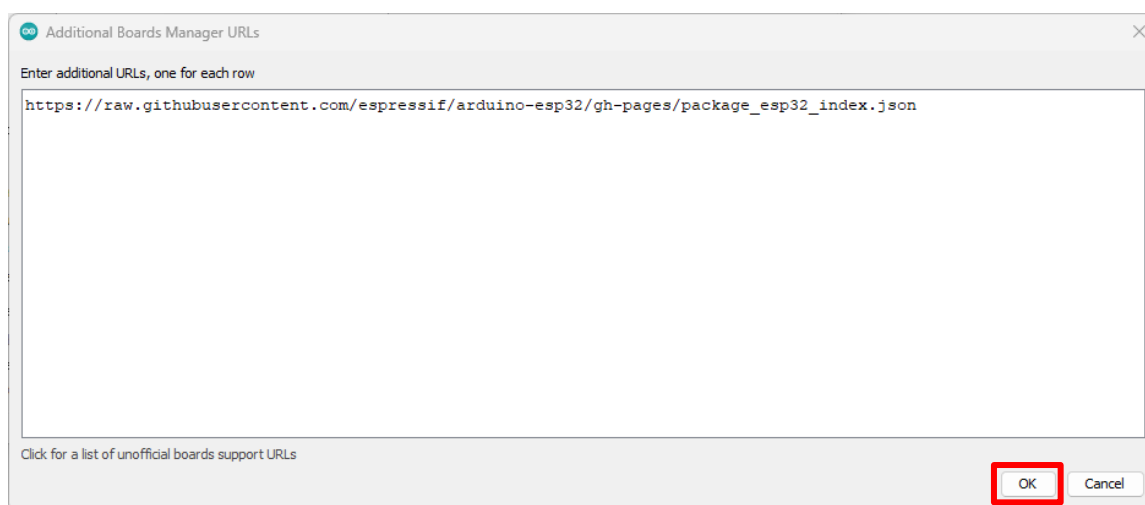 Additional Boards Manager URLs
Enter additional URLs, one for each row
https://raw.githubusercontent.com/espressif/arduino-esp32/gh-pages/package_esp32_index.json
Click for a list of unofficial boards support URLs
OK Cancel